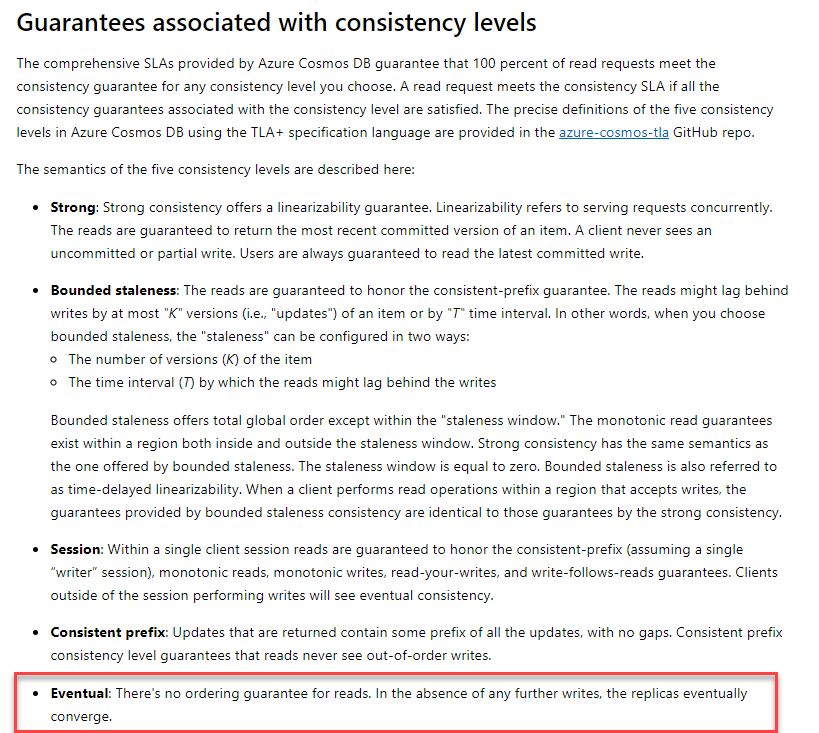 Guarantees associated with consistency levels
The comprehensive SLAs provided by Azure Cosmos DB guarantee that 100 percent of read requests meet the
consistency guarantee for any consistency level you choose. A read request meets the consistency SLA if all the
consistency guarantees associated with the consistency level are satisfied. The precise definitions of the five consistency
levels in Azure Cosmos DB using the TLA+ specification language are provided in the azure-cosmos-tla GitHub repo.
The semantics of the five consistency levels are described here:
• Strong: Strong consistency offers a linearizability guarantee. Linearizability refers to serving requests concurrently.
The reads are guaranteed to return the most recent committed version of an item. A client never sees an
uncommitted or partial write. Users are always guaranteed to read the latest committed write.
• Bounded staleness: The reads are guaranteed to honor the consistent-prefix guarantee. The reads might lag behind
writes by at most "K" versions (i.e., "updates") of an item or by "T" time interval. In other words, when you choose
bounded staleness, the "staleness" can be configured in two ways:
○ The number of versions (K) of the item
○ The time interval (T) by which the reads might lag behind the writes
Bounded staleness offers total global order except within the "staleness window." The monotonic read guarantees
exist within a region both inside and outside the staleness window. Strong consistency has the same semantics as
the one offered by bounded staleness. The staleness window is equal to zero. Bounded staleness is also referred to
as time-delayed linearizability. When a client performs read operations within a region that accepts writes, the
guarantees provided by bounded staleness consistency are identical to those guarantees by the strong consistency.
• Session: Within a single client session reads are guaranteed to honor the consistent-prefix (assuming a single
“writer” session), monotonic reads, monotonic writes, read-your-writes, and write-follows-reads guarantees. Clients
outside of the session performing writes will see eventual consistency.
• Consistent prefix: Updates that are returned contain some prefix of all the updates, with no gaps. Consistent prefix
consistency level guarantees that reads never see out-of-order writes.
• Eventual: There's no ordering guarantee for reads. In the absence of any further writes, the replicas eventually
converge.